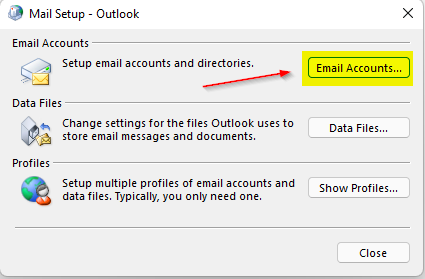 Mail Setup - Outlook
Email Accounts
Setup email accounts and directories.
Email Accounts...
Data Files
Change settings for the files Outlook uses to
store email messages and documents.
Data Files...
Profiles
Setup multiple profiles of email accounts and
data files. Typically, you only need one.
Show Profiles...
Close